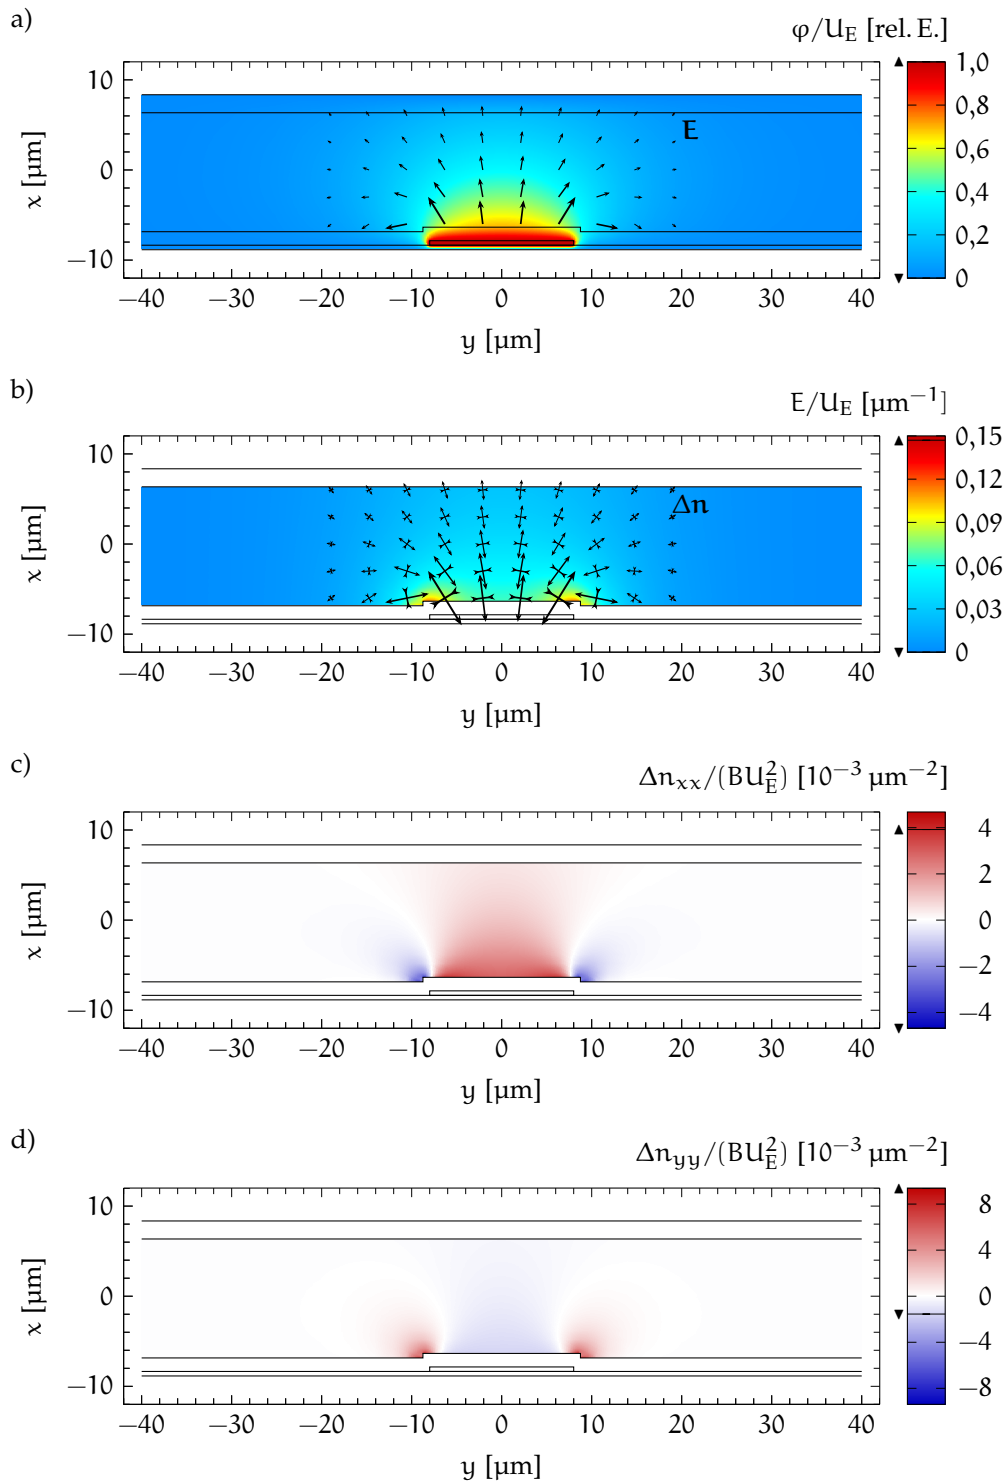 a)
φ/U_E [rel. E.]
10
0
−10
x [µm]
E
−40 −30 −20 −10 0 10 20 30 40
y [µm]
1,0
0,8
0,6
0,4
0,2
0
b)
E/U_E [µm⁻¹]
10
0
−10
x [µm]
Δn
−40 −30 −20 −10 0 10 20 30 40
y [µm]
0,15
0,12
0,09
0,06
0,03
0
c)
Δn_xx/(BU_E²) [10⁻³ µm⁻²]
10
0
−10
x [µm]
−40 −30 −20 −10 0 10 20 30 40
y [µm]
4
2
0
−2
−4
d)
Δn_yy/(BU_E²) [10⁻³ µm⁻²]
10
0
−10
x [µm]
−40 −30 −20 −10 0 10 20 30 40
y [µm]
8
4
0
−4
−8